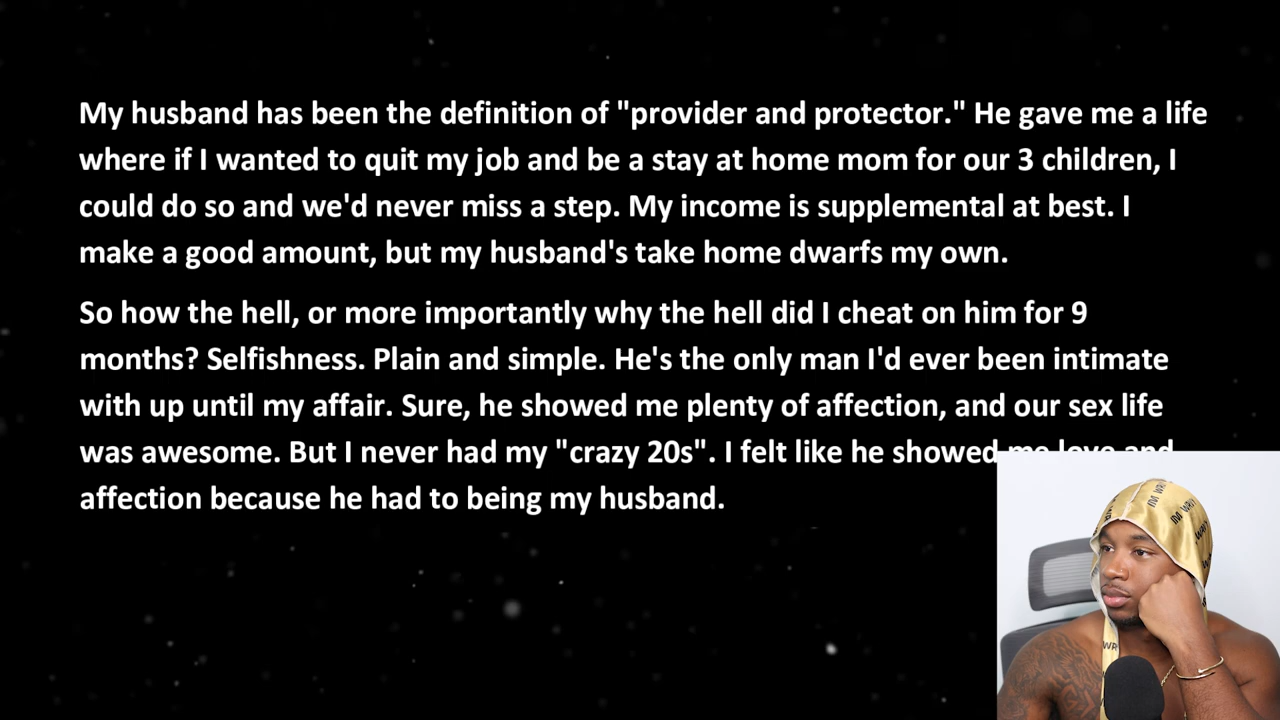 My husband has been the definition of "provider and protector." He gave me a life
where if I wanted to quit my job and be a stay at home mom for our 3 children, I
could do so and we'd never miss a step. My income is supplemental at best. I
make a good amount, but my husband's take home dwarfs my own.
So how the hell, or more importantly why the hell did I cheat on him for 9
months? Selfishness. Plain and simple. He's the only man I'd ever been intimate
with up until my affair. Sure, he showed me plenty of affection, and our sex life
was awesome. But I never had my "crazy 20s". I felt like he showed me love and
affection because he had to being my husband.